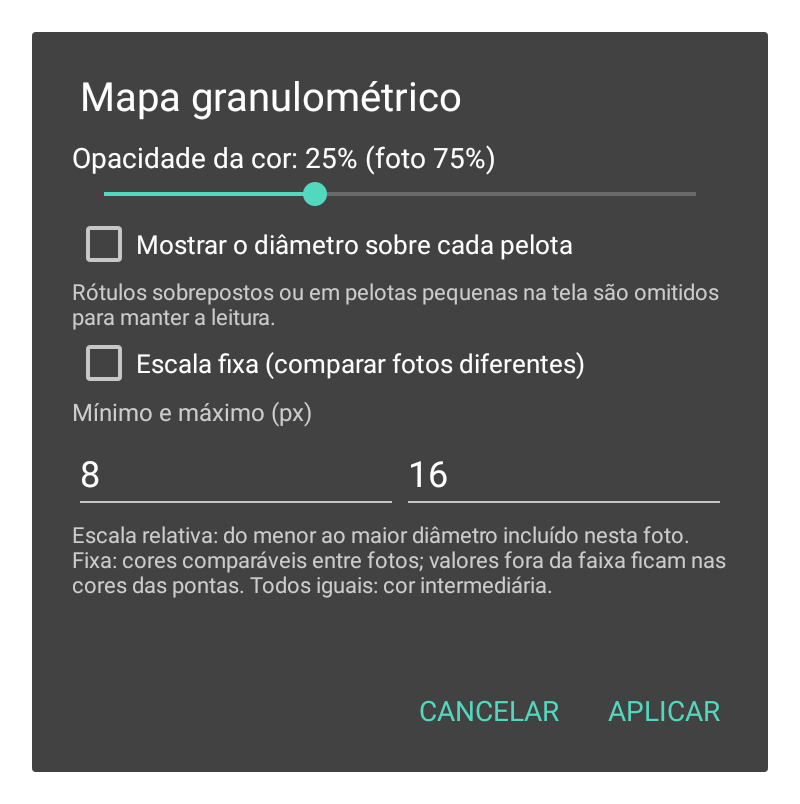 Mapa granulométrico
Opacidade da cor: 25% (foto 75%)
Mostrar o diâmetro sobre cada pelota
Rótulos sobrepostos ou em pelotas pequenas na tela são omitidos
para manter a leitura.
Escala fixa (comparar fotos diferentes)
Mínimo e máximo (px)
8 16
Escala relativa: do menor ao maior diâmetro incluído nesta foto.
Fixa: cores comparáveis entre fotos; valores fora da faixa ficam nas
cores das pontas. Todos iguais: cor intermediária.
CANCELAR APLICAR